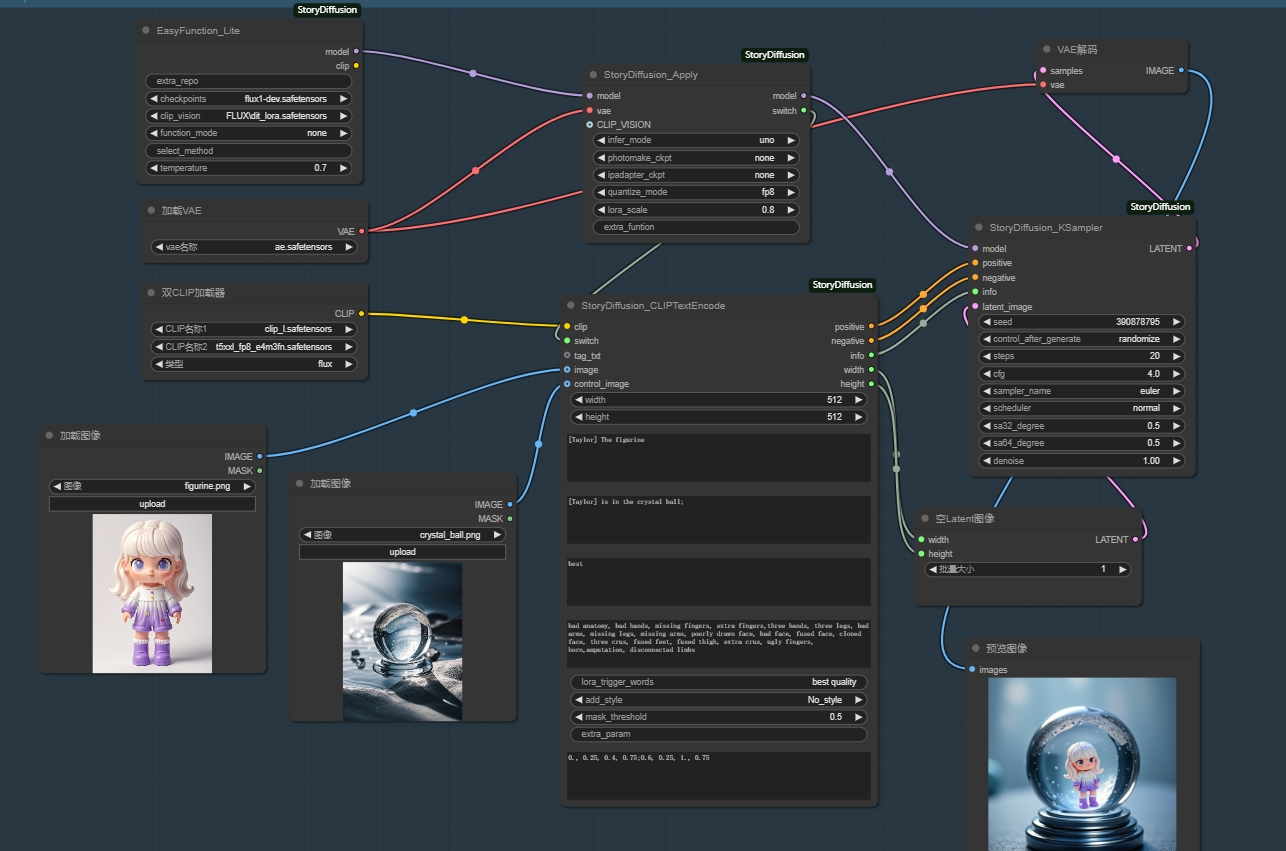 StoryDiffusion
EasyFunction_Lite
model
clip
extra_repo
checkpoints flux1-dev.safetensors
clip_vision FLUX\dit_lora.safetensors
function_mode none
select_method
temperature 0.7
加载VAE
VAE
vae名称 ae.safetensors
双CLIP加载器
CLIP
CLIP名称1 clip_l.safetensors
CLIP名称2 t5xxl_fp8_e4m3fn.safetensors
类型 flux
加载图像
IMAGE
MASK
图像 figurine.png
upload
加载图像
IMAGE
MASK
图像 crystal_ball.png
upload
StoryDiffusion
StoryDiffusion_Apply
model model
vae switch
CLIP_VISION
infer_mode uno
photomake_ckpt none
ipadapter_ckpt none
quantize_mode fp8
lora_scale 0.8
extra_funtion
StoryDiffusion
StoryDiffusion_CLIPTextEncode
clip positive
switch negative
tag_txt info
image width
control_image height
width 512
height 512
[Taylor] The figurine
[Taylor] is in the crystal ball;
best
bad anatomy, bad hands, missing fingers, extra fingers,three hands, three legs, bad
arms, missing legs, missing arms, poorly drawn face, bad face, fused face, cloned
face, three crus, fused feet, fused thigh, extra crus, ugly fingers,
horn,amputation, disconnected limbs
lora_trigger_words best quality
add_style No_style
mask_threshold 0.5
extra_param
0., 0.25, 0.4, 0.75;0.6, 0.25, 1., 0.75
VAE解码
samples IMAGE
vae
StoryDiffusion
StoryDiffusion_KSampler
model LATENT
positive
negative
info
latent_image
seed 390878795
control_after_generate randomize
steps 20
cfg 4.0
sampler_name euler
scheduler normal
sa32_degree 0.5
sa64_degree 0.5
denoise 1.00
空Latent图像
width LATENT
height
批量大小 1
预览图像
images